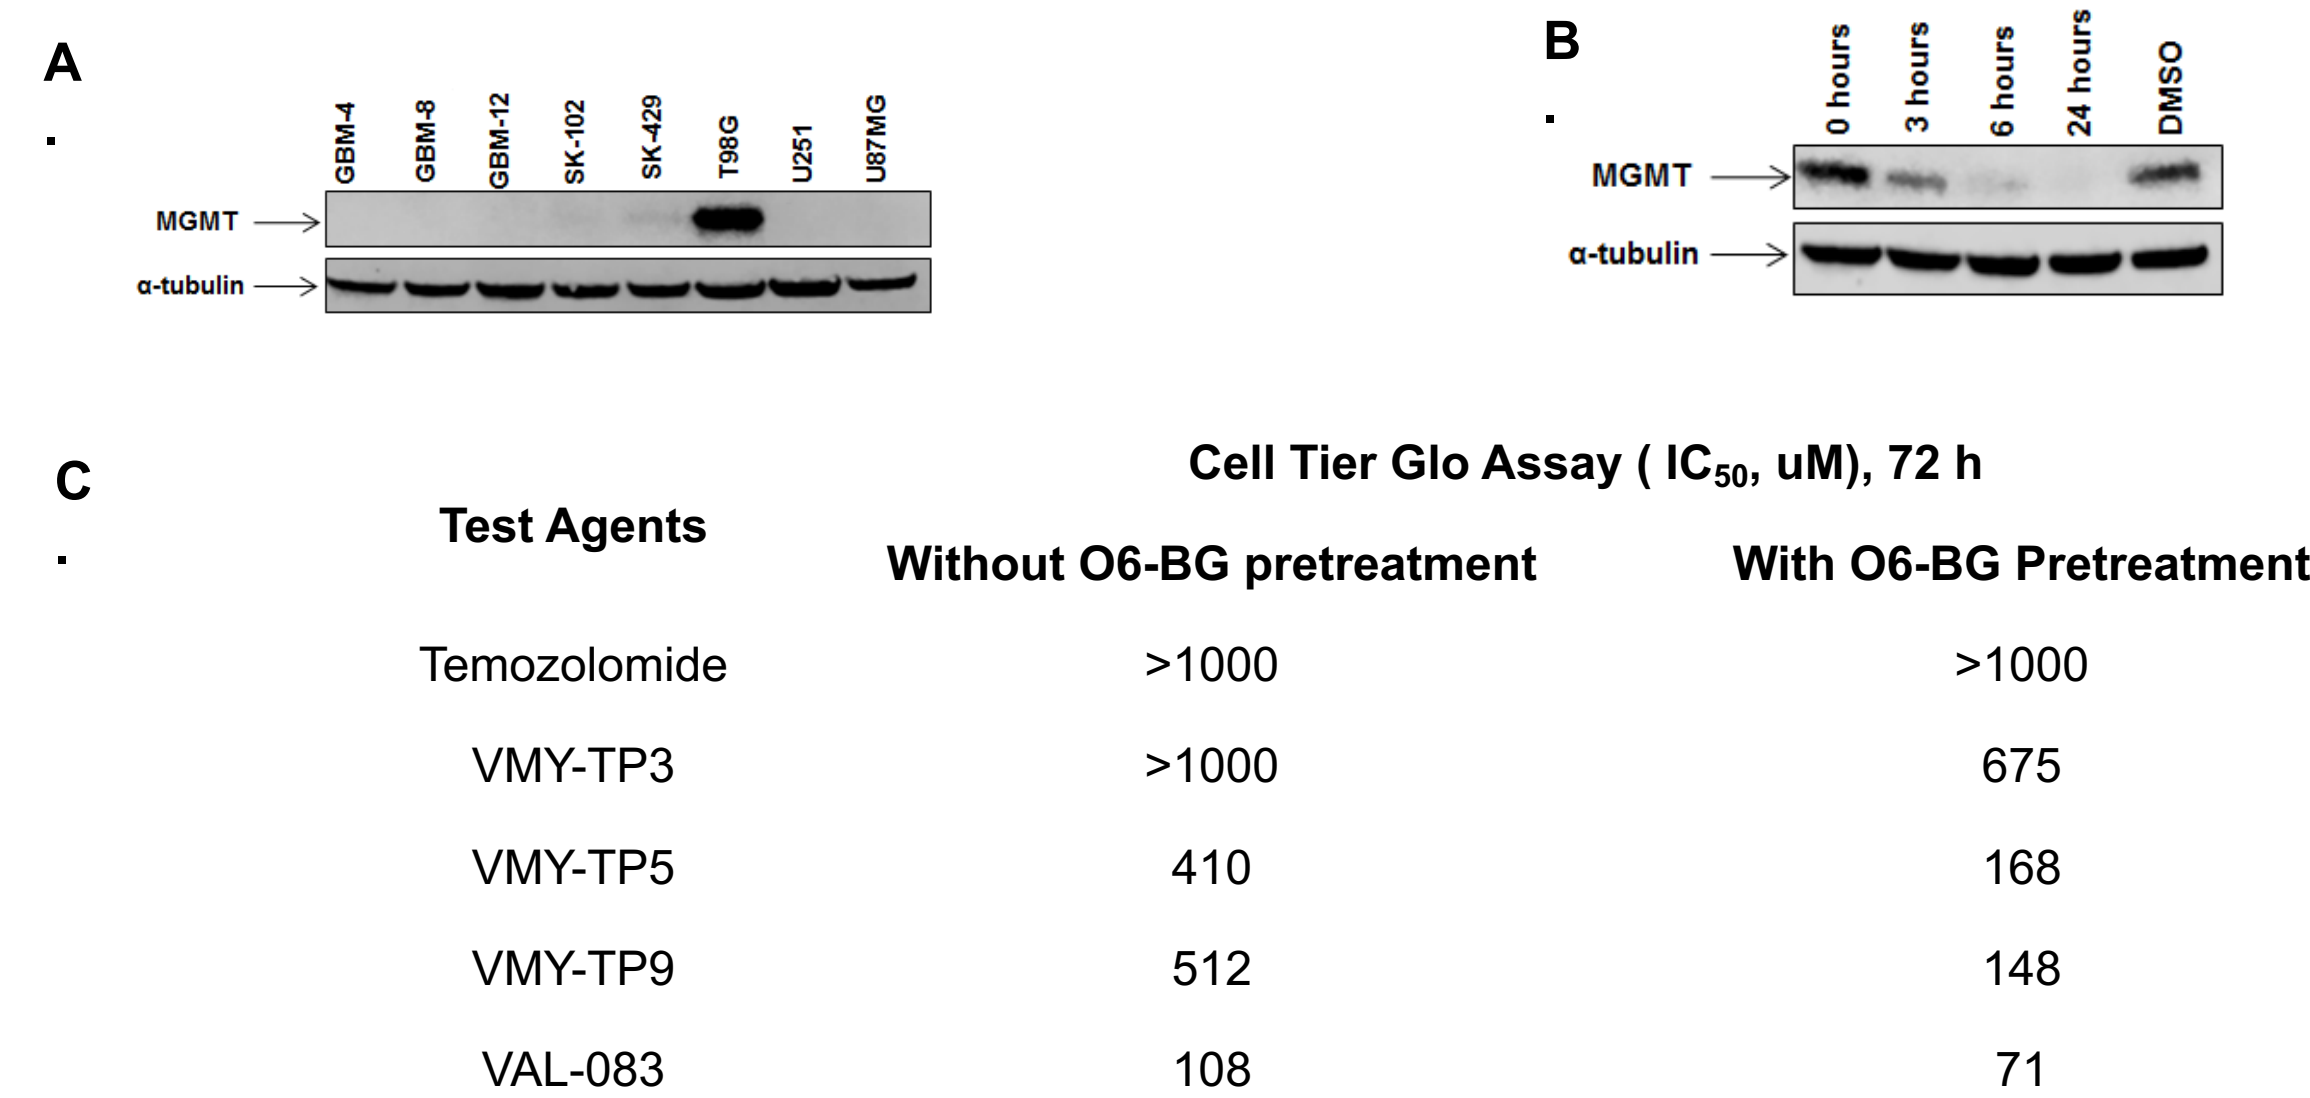 A
.
GBM-4 GBM-8 GBM-12 SK-102 SK-429 T98G U251 U87MG
MGMT
α-tubulin
B
.
0 hours 3 hours 6 hours 24 hours DMSO
MGMT
α-tubulin
C
.
Cell Tier Glo Assay ( IC50, uM), 72 h
Test Agents
Without O6-BG pretreatment With O6-BG Pretreatment
Temozolomide >1000 >1000
VMY-TP3 >1000 675
VMY-TP5 410 168
VMY-TP9 512 148
VAL-083 108 71